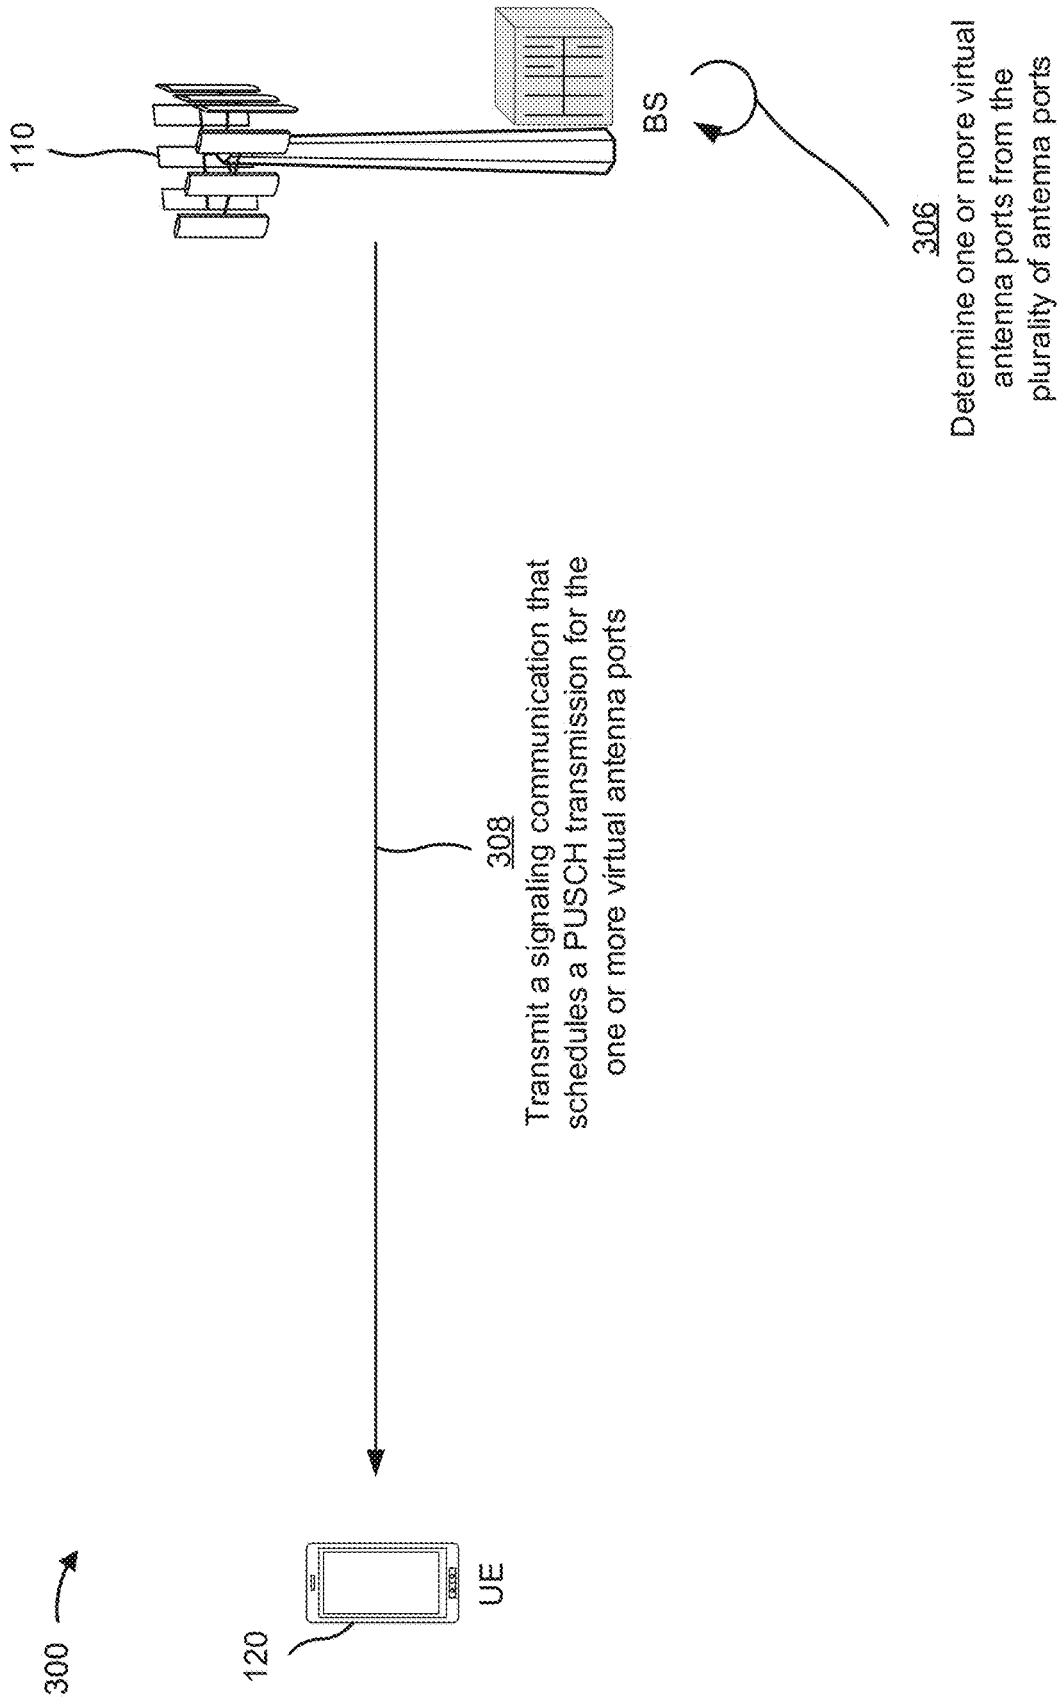 300
120
UE
110
BS
308
Transmit a signaling communication that
schedules a PUSCH transmission for the
one or more virtual antenna ports
306
Determine one or more virtual
antenna ports from the
plurality of antenna ports